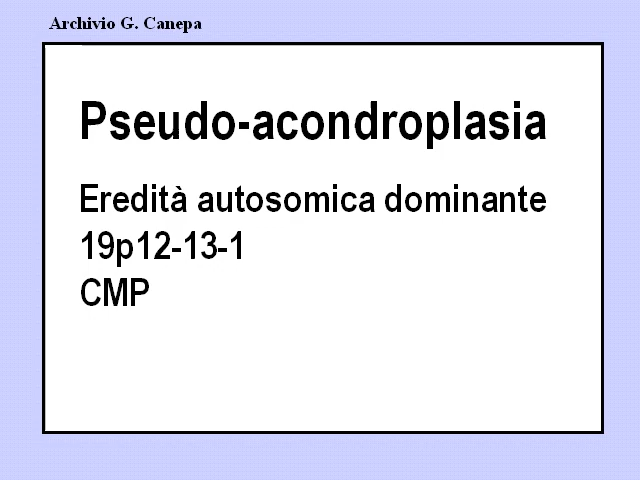 Archivio G. Canepa
Pseudo-acondroplasia
Eredità autosomica dominante
19p12-13-1
CMP